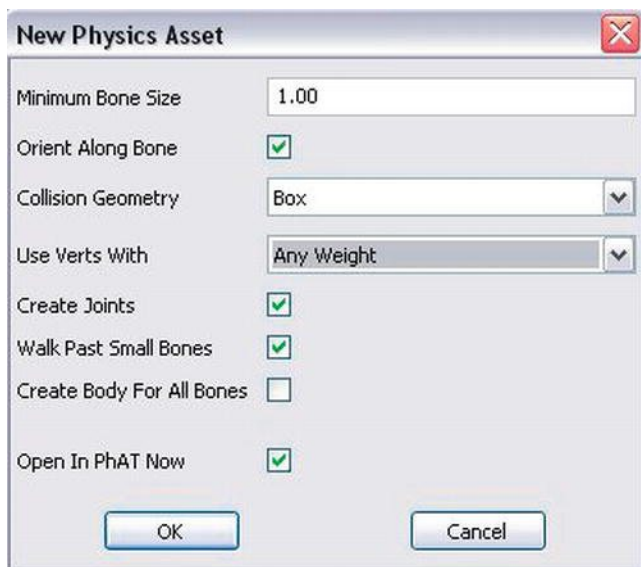 New Physics Asset
Minimum Bone Size 1.00
Orient Along Bone
Collision Geometry Box
Use Verts With Any Weight
Create Joints
Walk Past Small Bones
Create Body For All Bones
Open In PhAT Now
OK Cancel